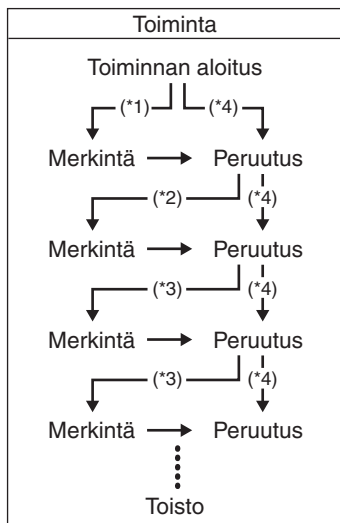 Toiminta
Toiminnan aloitus
(*1) (*4)
Merkintä Peruutus
(*2) (*4)
Merkintä Peruutus
(*3) (*4)
Merkintä Peruutus
(*3) (*4)
Merkintä Peruutus
Toisto